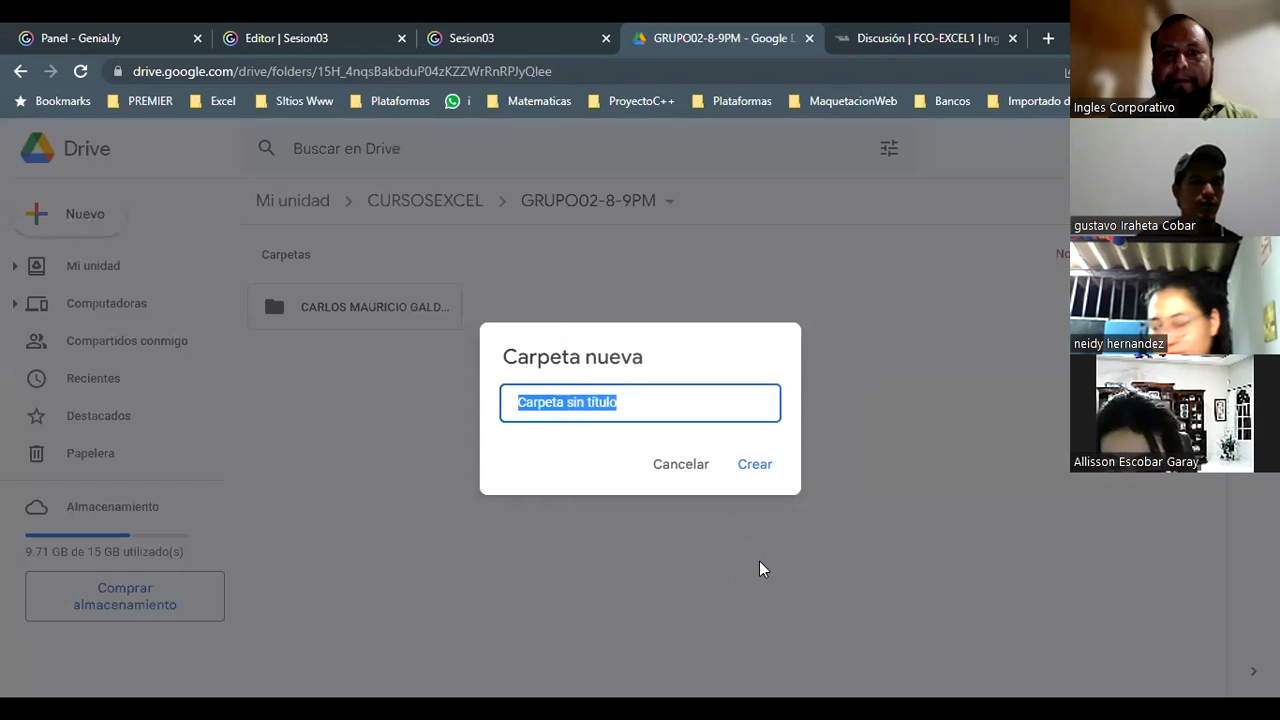 Panel - Genial.ly
Editor | Sesion03
Sesion03
GRUPO02-8-9PM - Google D
Discusión | FCO-EXCEL1 | Ing
drive.google.com/drive/folders/15H_4nqsBakbduP04zKZZWrRnRPJyQlee
Bookmarks
PREMIER
Excel
SItios Www
Plataformas
i
Matematicas
ProyectoC++
Plataformas
MaquetacionWeb
Bancos
Importado d
Drive
Buscar en Drive
Nuevo
Mi unidad
Computadoras
Compartidos conmigo
Recientes
Destacados
Papelera
Almacenamiento
9.71 GB de 15 GB utilizado(s)
Comprar
almacenamiento
Mi unidad > CURSOSEXCEL > GRUPO02-8-9PM
Carpetas
No
CARLOS MAURICIO GALD...
Carpeta nueva
Carpeta sin título
Cancelar
Crear
Ingles Corporativo
gustavo Iraheta Cobar
neidy hernandez
Allisson Escobar Garay